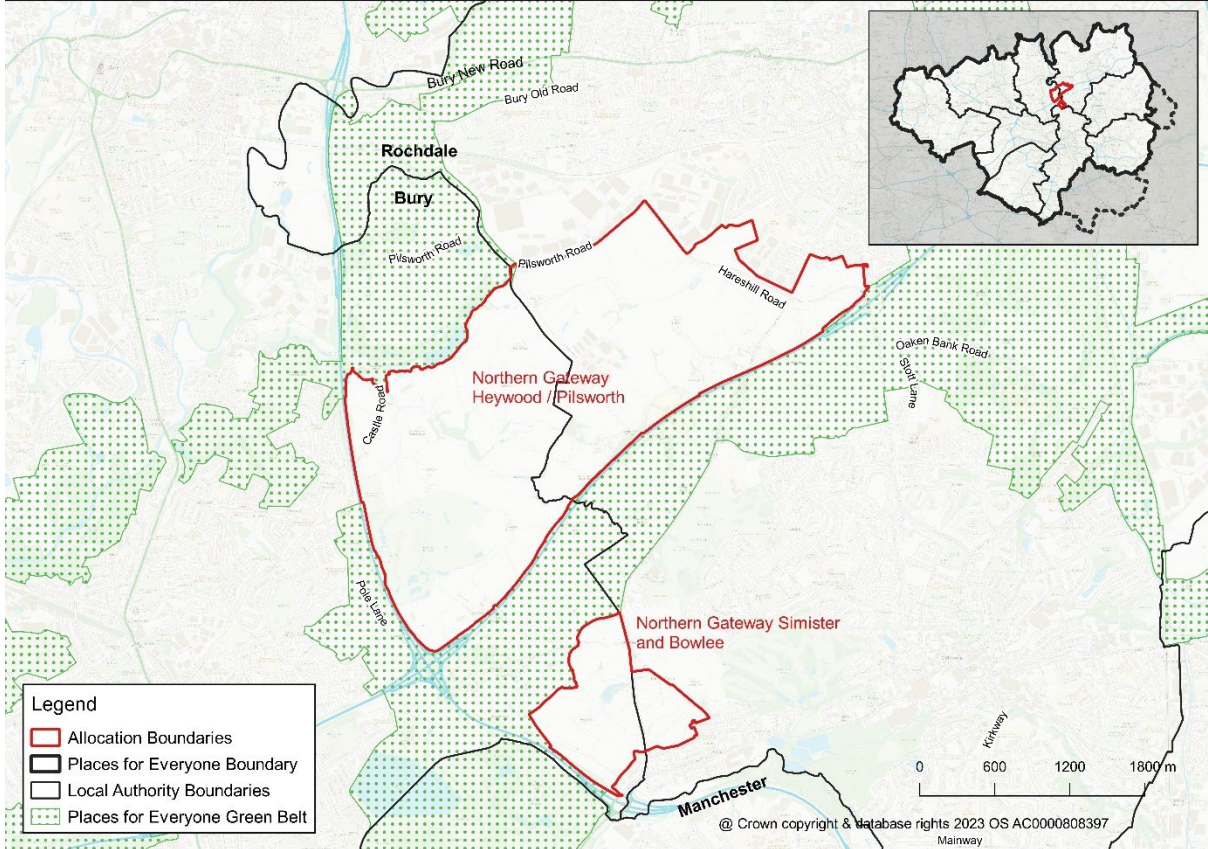 Bury New Road
Bury Old Road
Rochdale
Bury
Pilsworth Road
Pilsworth Road
Hareshill Road
Oaken Bank Road
Stott Lane
Northern Gateway
Heywood / Pilsworth
Castle Road
Pole Lane
Northern Gateway Simister
and Bowlee
Kirkway
Manchester
Legend
Allocation Boundaries
Places for Everyone Boundary
Local Authority Boundaries
Places for Everyone Green Belt
0 600 1200 1800 m
@ Crown copyright & database rights 2023 OS AC0000808397
Mainway